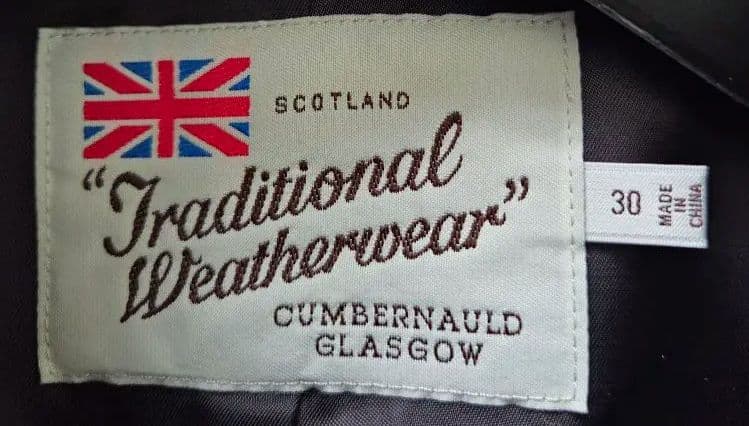 SCOTLAND
“Traditional
Weatherwear”
CUMBERNAULD
GLASGOW
30
MADE
IN
CHINA